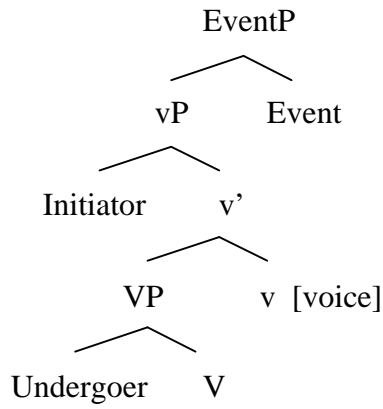 EventP
vP Event
Initiator v’
VP v [voice]
Undergoer V